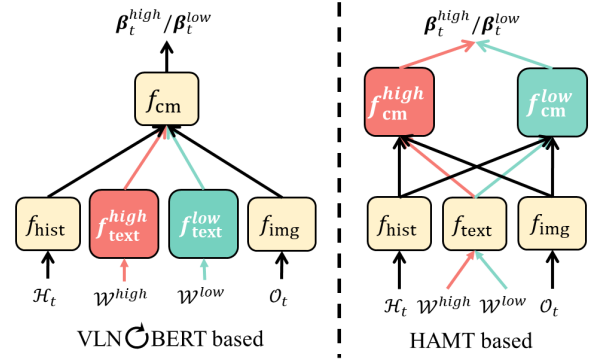 β_t^high/β_t^low
f_cm
f_hist
f_text^high
f_text^low
f_img
ℋ_t
𝒲^high
𝒲^low
𝒪_t
VLN↻BERT based
β_t^high/β_t^low
f_cm^high
f_cm^low
f_hist
f_text
f_img
ℋ_t
𝒲^high
𝒲^low
𝒪_t
HAMT based